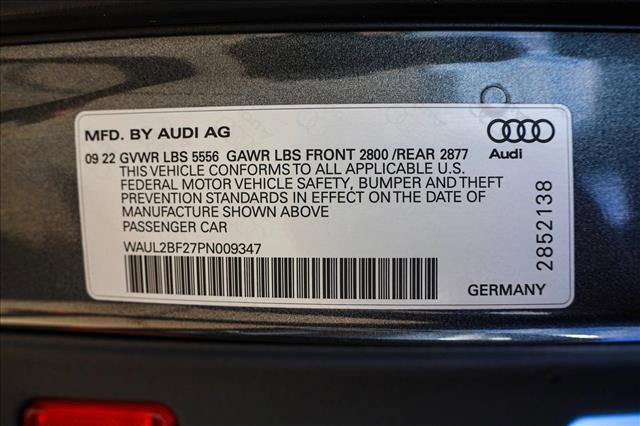 MFD. BY AUDI AG
09 22 GVWR LBS 5556 GAWR LBS FRONT 2800 /REAR 2877
THIS VEHICLE CONFORMS TO ALL APPLICABLE U.S.
FEDERAL MOTOR VEHICLE SAFETY, BUMPER AND THEFT
PREVENTION STANDARDS IN EFFECT ON THE DATE OF
MANUFACTURE SHOWN ABOVE
PASSENGER CAR
WAUL2BF27PN009347
Audi
2852138
GERMANY